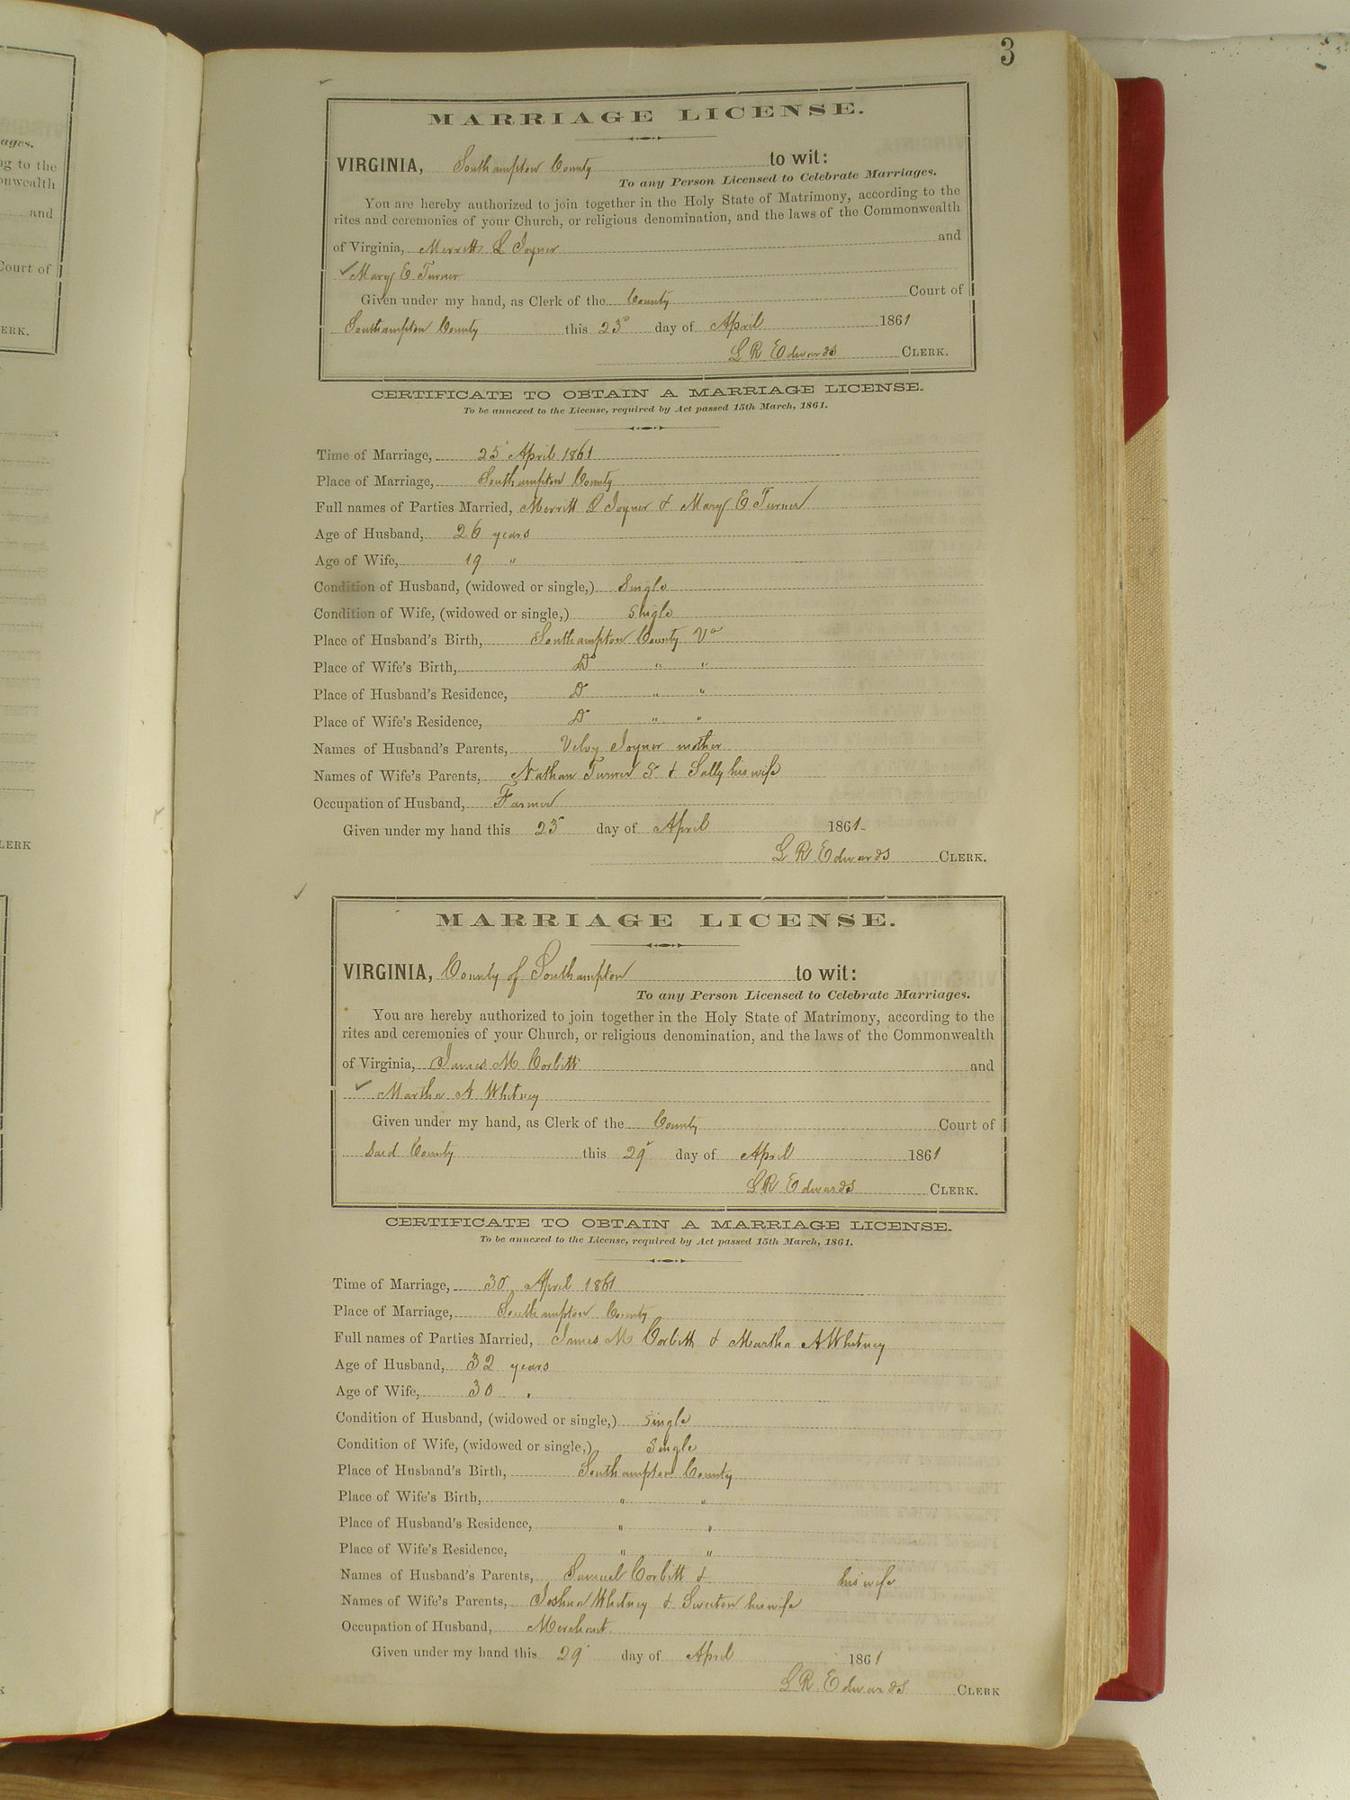 3
ages.
ng to the
onwealth
and
Court of
ERK.
LERK
MARRIAGE LICENSE.
VIRGINIA, Southampton County to wit:
To any Person Licensed to Celebrate Marriages.
You are hereby authorized to join together in the Holy State of Matrimony, according to the
rites and ceremonies of your Church, or religious denomination, and the laws of the Commonwealth
of Virginia, Merritt L Joyner and
Mary E Turner
Given under my hand, as Clerk of the County Court of
Southampton County this 23d day of April 1861
L R Edwards CLERK.
CERTIFICATE TO OBTAIN A MARRIAGE LICENSE.
To be annexed to the License, required by Act passed 15th March, 1861.
Time of Marriage, 25 April 1861
Place of Marriage, Southampton County
Full names of Parties Married, Merritt L Joyner & Mary E Turner
Age of Husband, 26 years
Age of Wife, 19 "
Condition of Husband, (widowed or single,) Single
Condition of Wife, (widowed or single,) Single
Place of Husband's Birth, Southampton County Va
Place of Wife's Birth, Do " "
Place of Husband's Residence, Do " "
Place of Wife's Residence, Do " "
Names of Husband's Parents, Joyner mother
Names of Wife's Parents, Nathan Turner S & Sally his wife
Occupation of Husband, Farmer
Given under my hand this 23 day of April 1861
L R Edwards CLERK.
MARRIAGE LICENSE.
VIRGINIA, County of Southampton to wit:
To any Person Licensed to Celebrate Marriages.
You are hereby authorized to join together in the Holy State of Matrimony, according to the
rites and ceremonies of your Church, or religious denomination, and the laws of the Commonwealth
of Virginia, James M Corbitt and
Martha A Whitney
Given under my hand, as Clerk of the County Court of
Said County this 29 day of April 1861
L R Edwards CLERK.
CERTIFICATE TO OBTAIN A MARRIAGE LICENSE.
To be annexed to the License, required by Act passed 15th March, 1861.
Time of Marriage, 30 April 1861
Place of Marriage, Southampton County
Full names of Parties Married, James M Corbitt & Martha A Whitney
Age of Husband, 32 years
Age of Wife, 30 "
Condition of Husband, (widowed or single,) single
Condition of Wife, (widowed or single,) Single
Place of Husband's Birth, Southampton County
Place of Wife's Birth, " "
Place of Husband's Residence, " "
Place of Wife's Residence, " "
Names of Husband's Parents, Samuel Corbitt & his wife
Names of Wife's Parents, Joshua Whitney & his wife
Occupation of Husband, Merchant
Given under my hand this 29 day of April 1861
L R Edwards CLERK